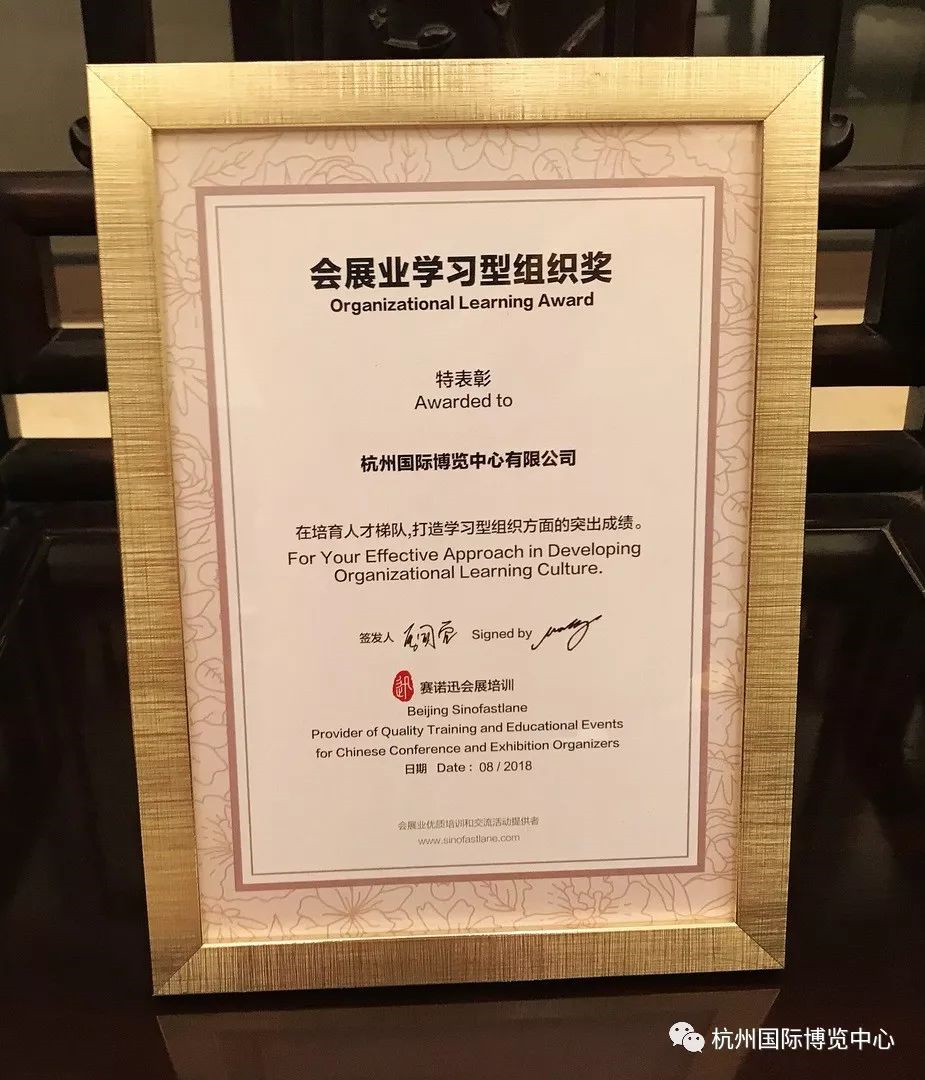 会展业学习型组织奖
Organizational Learning Award
特表彰
Awarded to
杭州国际博览中心有限公司
在培育人才梯队,打造学习型组织方面的突出成绩。
For Your Effective Approach in Developing
Organizational Learning Culture.
签发人 Signed by
迅 赛诺迅会展培训
Beijing Sinofastlane
Provider of Quality Training and Educational Events
for Chinese Conference and Exhibition Organizers
日期 Date : 08 / 2018
会展业优质培训和交流活动提供者
www.sinofastlane.com
杭州国际博览中心